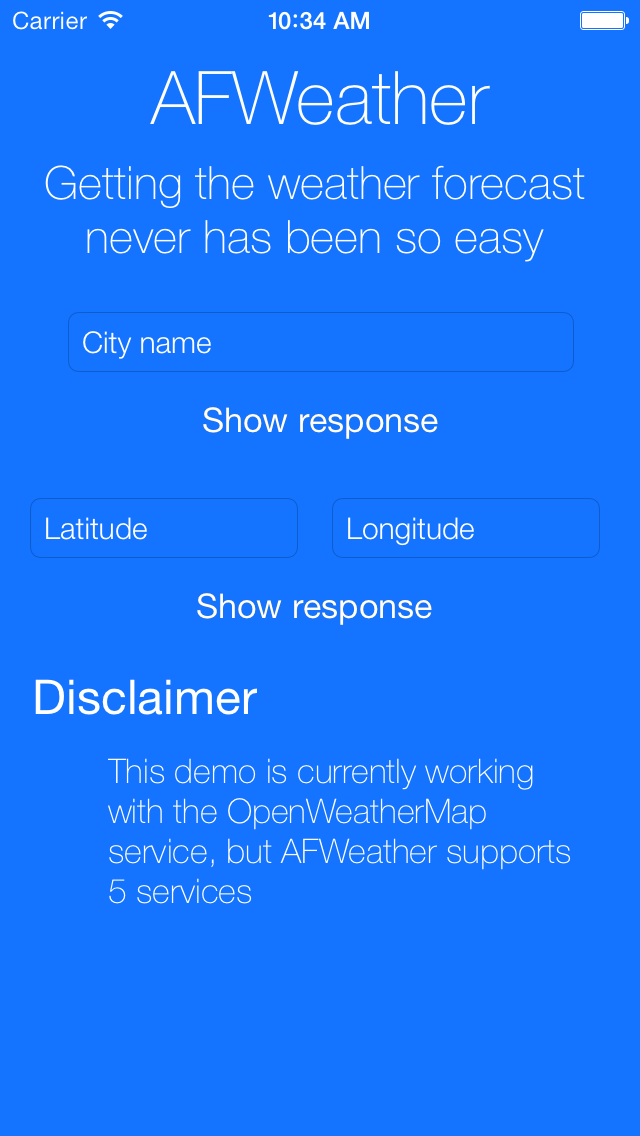 Carrier 10:34 AM
AFWeather
Getting the weather forecast
never has been so easy
City name
Show response
Latitude Longitude
Show response
Disclaimer
This demo is currently working
with the OpenWeatherMap
service, but AFWeather supports
5 services